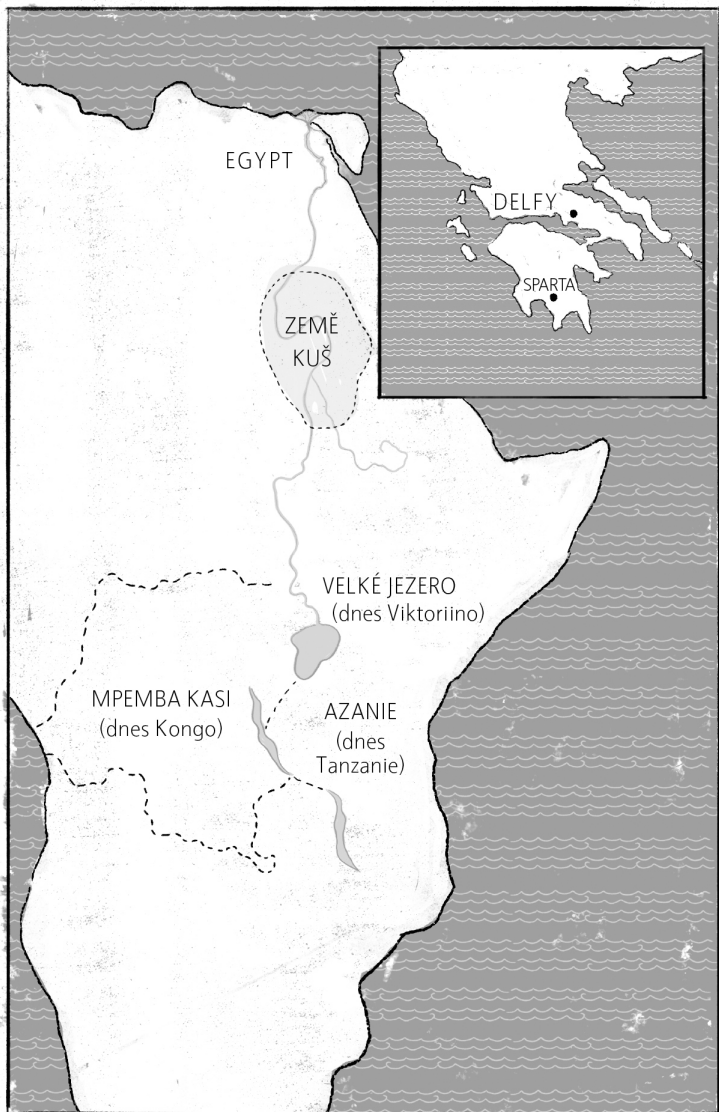 EGYPT
DELFY
SPARTA
ZEMĚ
KUŠ
VELKÉ JEZERO
(dnes Viktoriino)
MPEMBA KASI
(dnes Kongo)
AZANIE
(dnes
Tanzanie)